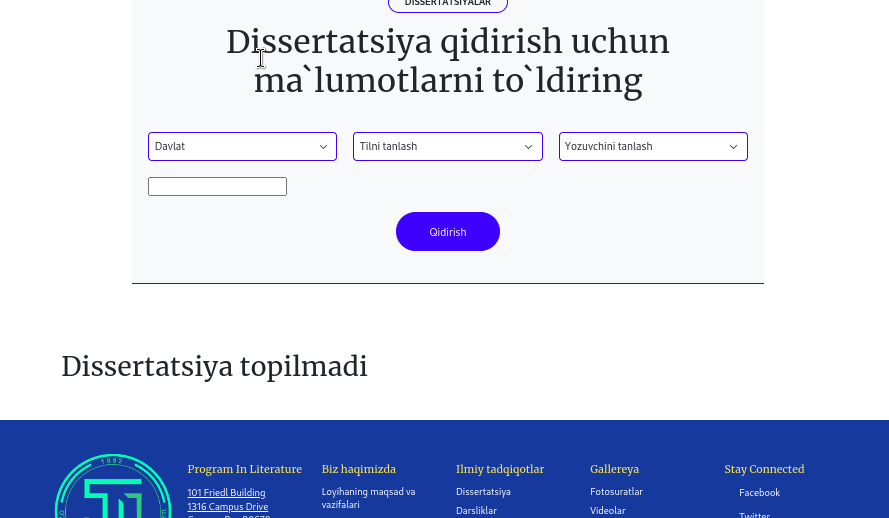 DISSERTATSIYALAR
Dissertatsiya qidirish uchun
ma`lumotlarni to`ldiring
Davlat
Tilni tanlash
Yozuvchini tanlash
Qidirish
Dissertatsiya topilmadi
1992
Program In Literature
101 Friedl Building
1316 Campus Drive
Biz haqimizda
Loyihaning maqsad va
vazifalari
Ilmiy tadqiqotlar
Dissertatsiya
Darsliklar
Gallereya
Fotosuratlar
Videolar
Stay Connected
Facebook
Twitter